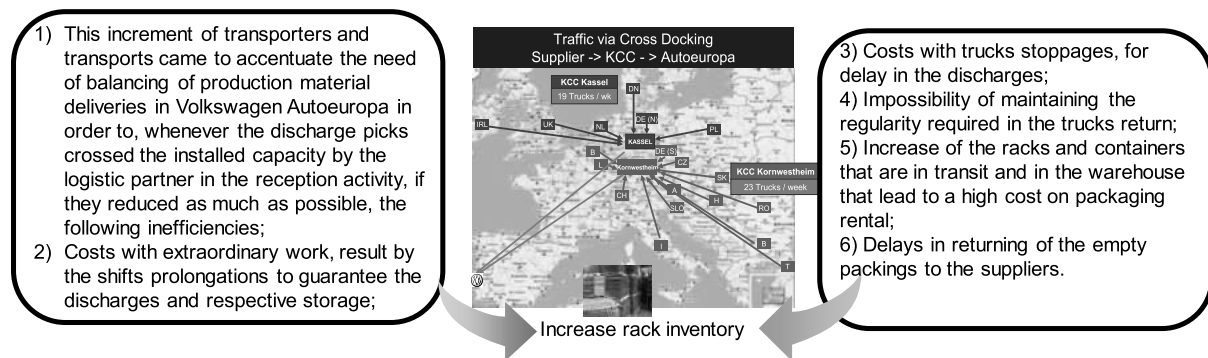 1) This increment of transporters and
transports came to accentuate the need
of balancing of production material
deliveries in Volkswagen Autoeuropa in
order to, whenever the discharge picks
crossed the installed capacity by the
logistic partner in the reception activity, if
they reduced as much as possible, the
following inefficiencies;
2) Costs with extraordinary work, result by
the shifts prolongations to guarantee the
discharges and respective storage;
Traffic via Cross Docking
Supplier -> KCC - > Autoeuropa
KCC Kassel
19 Trucks / wk
DN
IRL
UK
NL
DE (N)
PL
KASSEL
B
DE (S)
L
Kornwestheim
CZ
SK
KCC Kornwestheim
23 Trucks / week
CH
A
SLO
H
RO
I
B
T
3) Costs with trucks stoppages, for
delay in the discharges;
4) Impossibility of maintaining the
regularity required in the trucks return;
5) Increase of the racks and containers
that are in transit and in the warehouse
that lead to a high cost on packaging
rental;
6) Delays in returning of the empty
packings to the suppliers.
Increase rack inventory